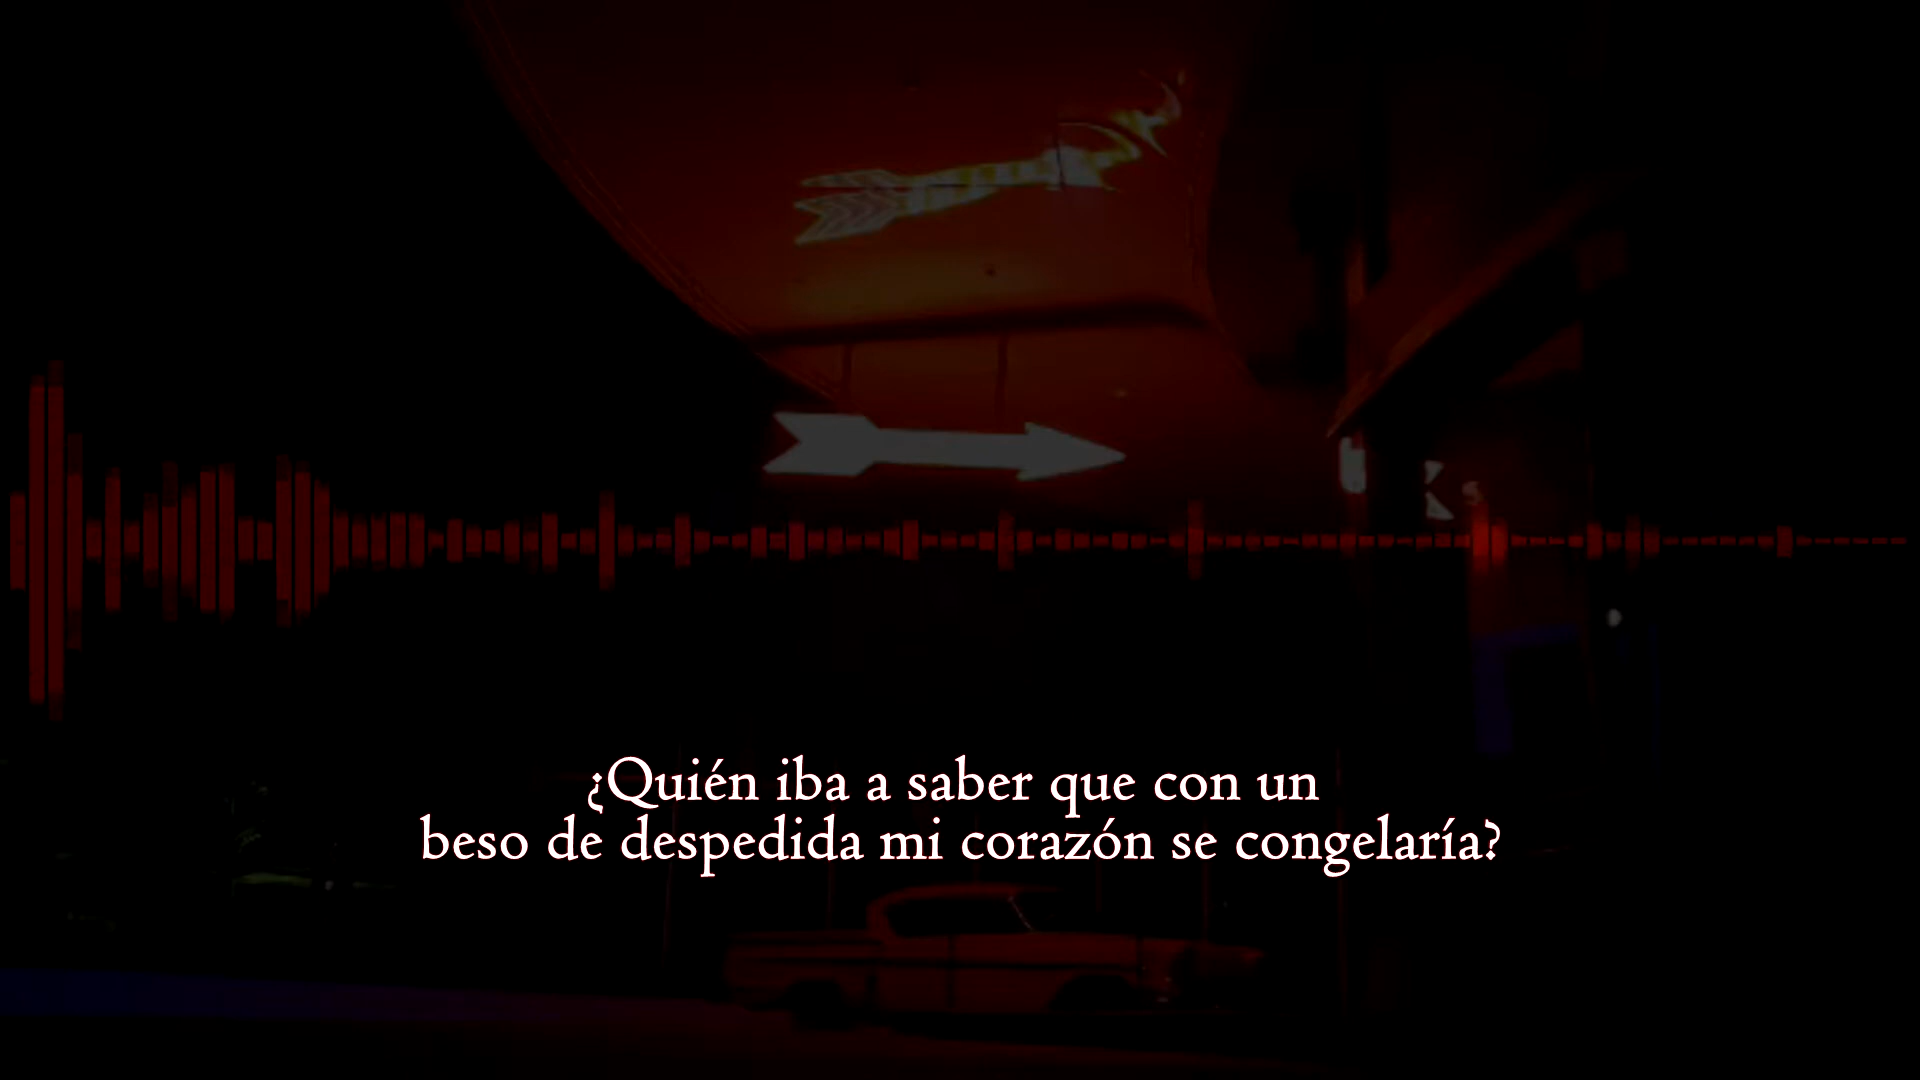 ¿Quién iba a saber que con un
beso de despedida mi corazón se congelaría?